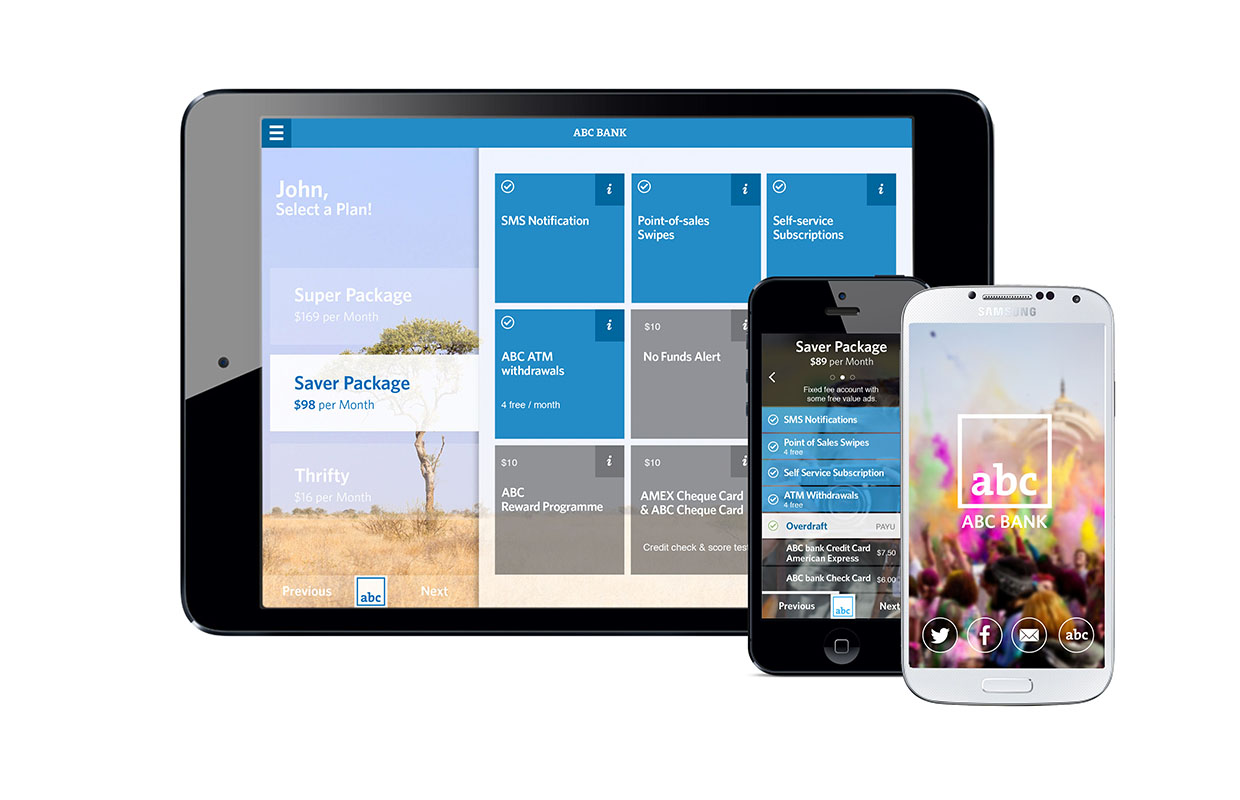 ABC BANK
John,
Select a Plan!
Super Package
$169 per Month
Saver Package
$98 per Month
Thrifty
$16 per Month
Previous
abc
Next
i
SMS Notification
i
Point-of-sales
Swipes
i
Self-service
Subscriptions
i
ABC ATM
withdrawals
4 free / month
$10
i
No Funds Alert
$10
i
ABC
Reward Programme
$10
i
AMEX Cheque Card
& ABC Cheque Card
Credit check & score test
Saver Package
$89 per Month
Fixed fee account with
some free value ads.
SMS Notifications
Point of Sales Swipes
4 free
Self Service Subscription
ATM Withdrawals
4 free
Overdraft PAYU
ABC bank Credit Card
American Express $7.50
ABC bank Check Card $6.00
Previous
abc
Next
SAMSUNG
abc
ABC BANK
f
abc